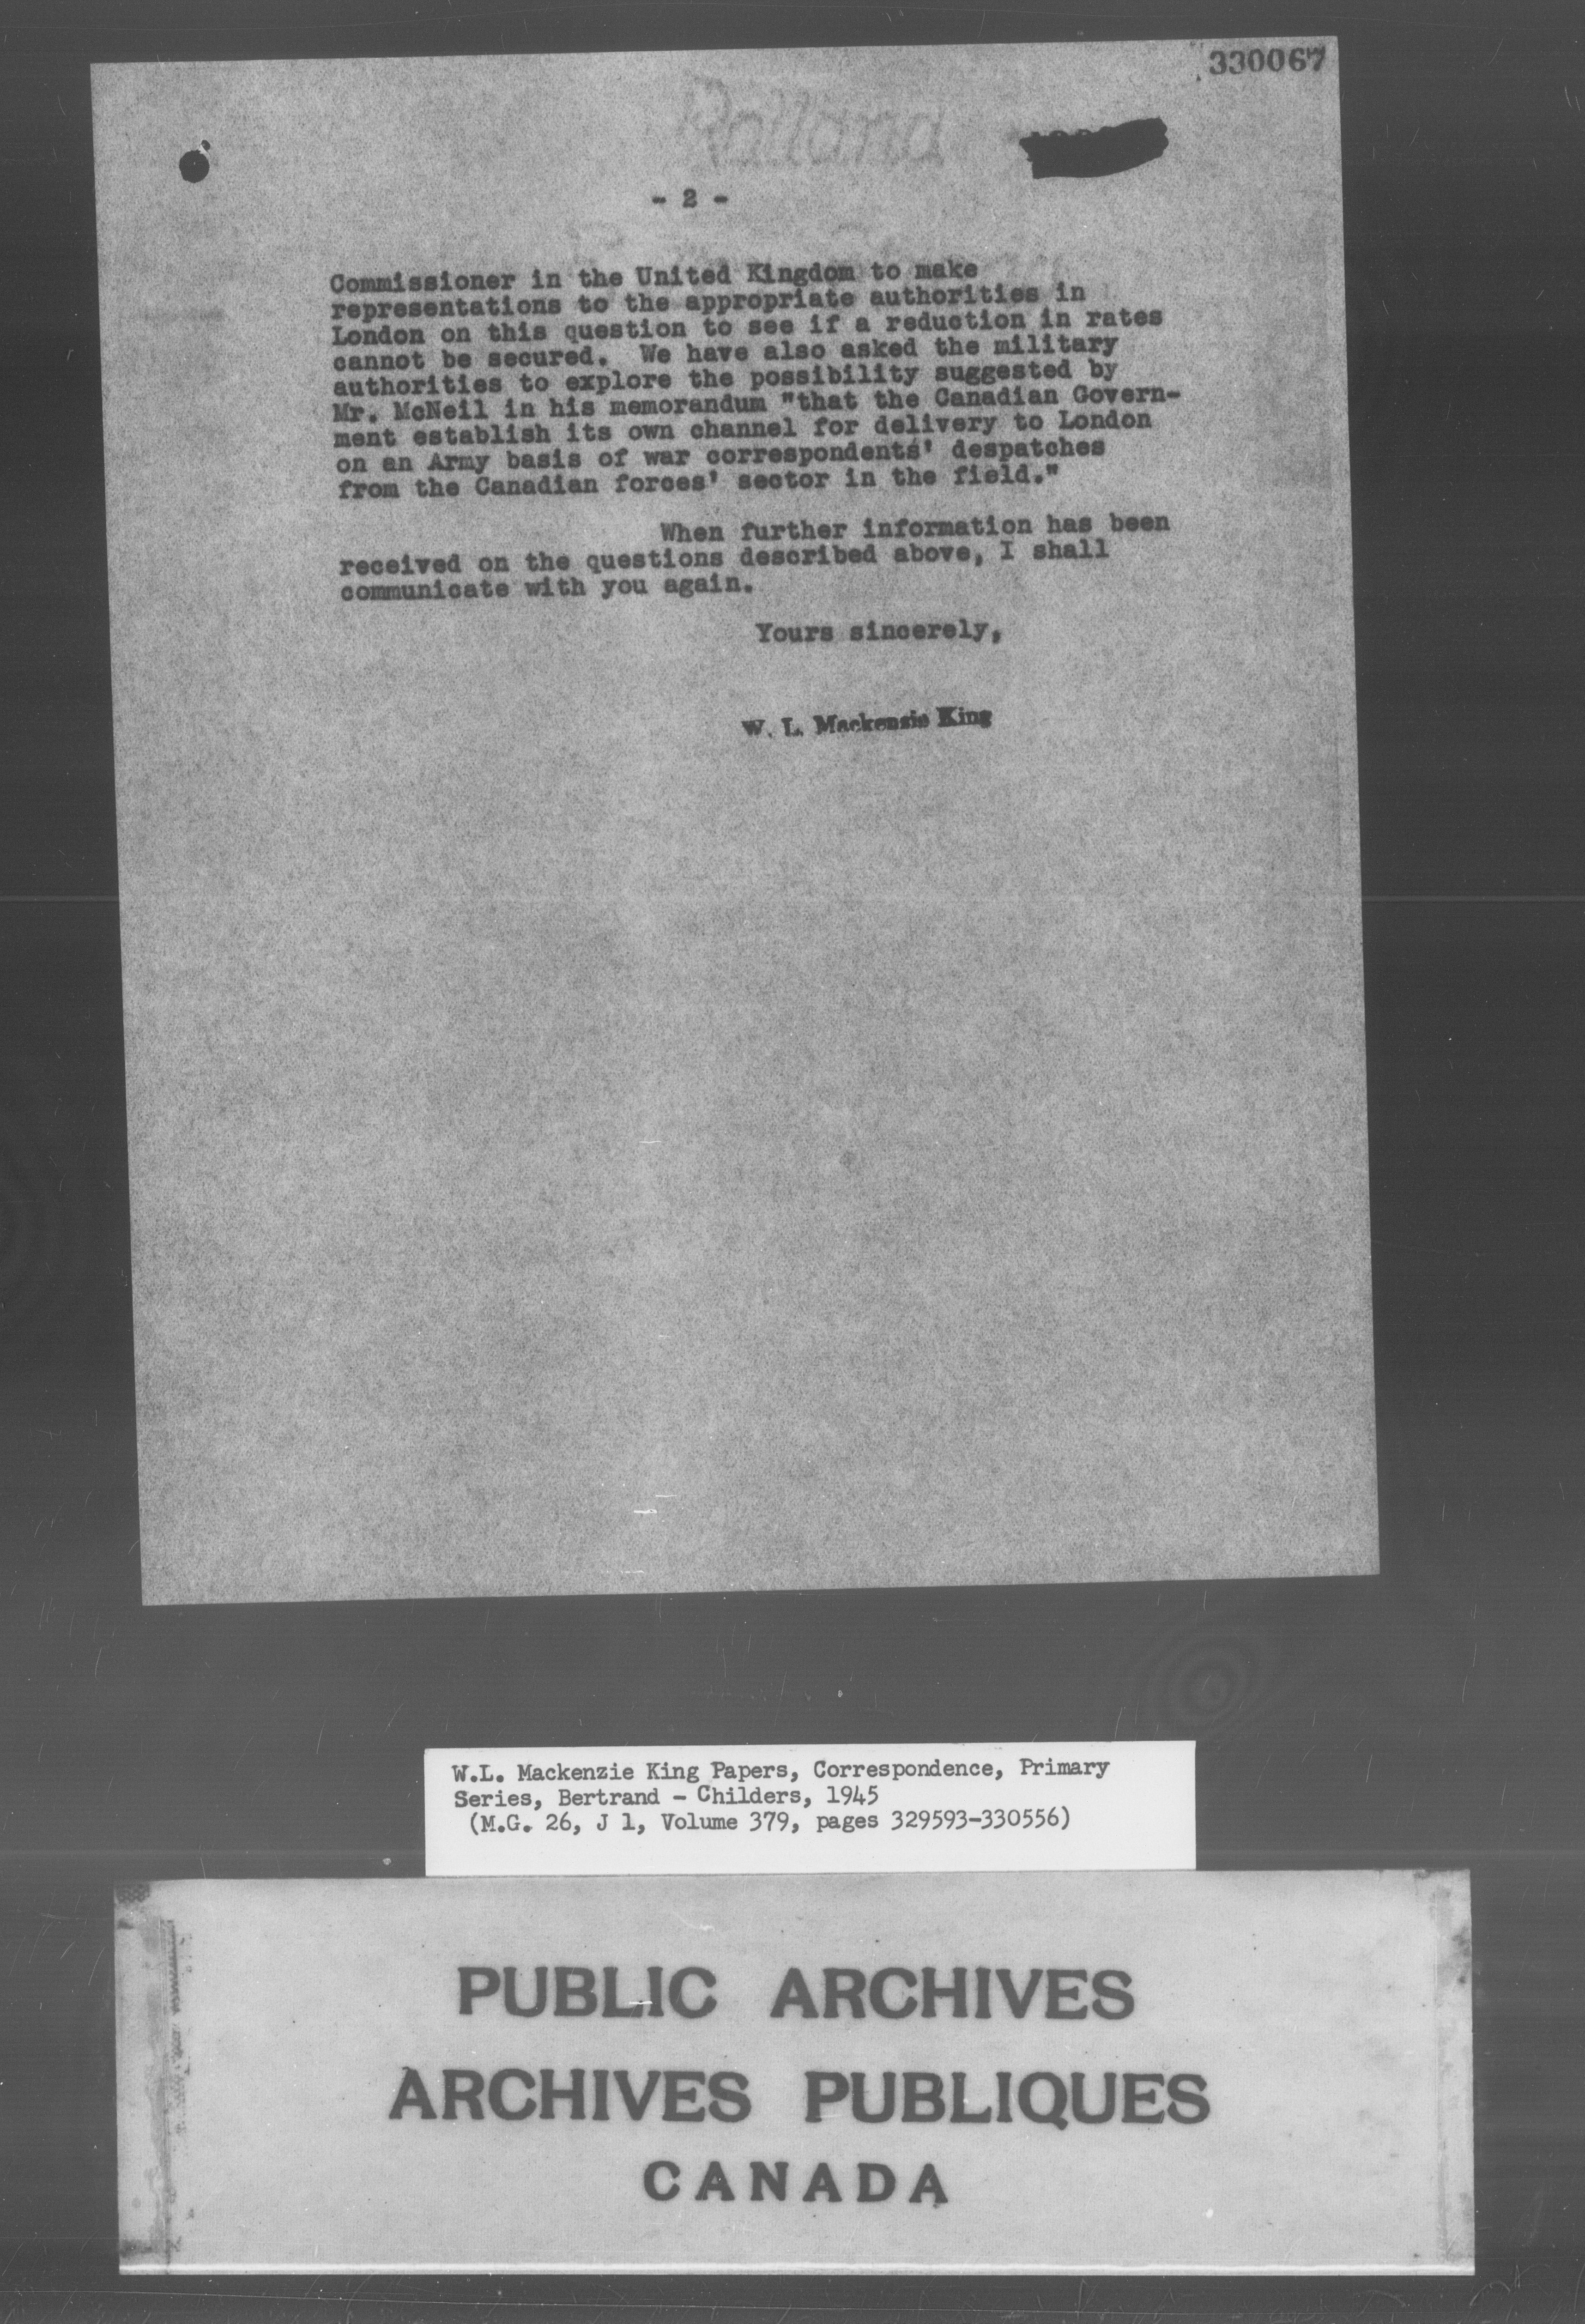 330067
Rolland
- 2 -
Commissioner in the United Kingdom to make
representations to the appropriate authorities in
London on this question to see if a reduction in rates
cannot be secured. We have also asked the military
authorities to explore the possibility suggested by
Mr. McNeil in his memorandum "that the Canadian Govern-
ment establish its own channel for delivery to London
on an Army basis of war correspondents' despatches
from the Canadian forces' sector in the field."
When further information has been
received on the questions described above, I shall
communicate with you again.
Yours sincerely,
W. L. Mackenzie King
W.L. Mackenzie King Papers, Correspondence, Primary
Series, Bertrand - Childers, 1945
(M.G. 26, J 1, Volume 379, pages 329593-330556)
PUBLIC ARCHIVES
ARCHIVES PUBLIQUES
CANADA